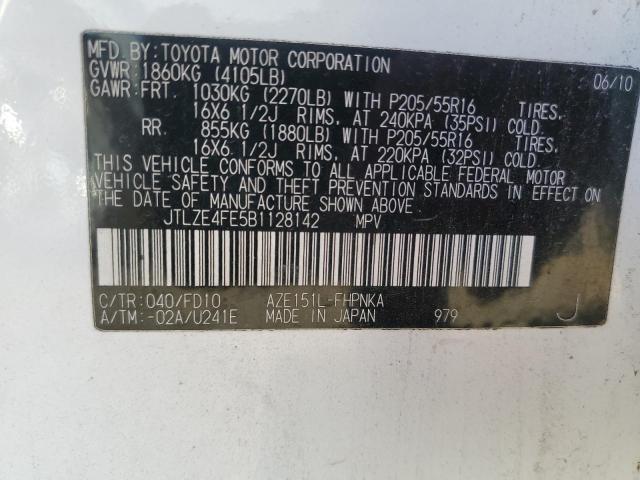 MFD.BY:TOYOTA MOTOR CORPORATION 06/10
GVWR:1860KG (4105LB)
GAWR:FRT. 1030KG (2270LB) WITH P205/55R16 TIRES,
16X6 1/2J RIMS, AT 240KPA (35PSI) COLD.
RR. 855KG (1880LB) WITH P205/55R16 TIRES,
16X6 1/2J RIMS, AT 220KPA (32PSI) COLD.
THIS VEHICLE CONFORMS TO ALL APPLICABLE FEDERAL MOTOR
VEHICLE SAFETY AND THEFT PREVENTION STANDARDS IN EFFECT ON
THE DATE OF MANUFACTURE SHOWN ABOVE.
JTLZE4FE5B1128142 MPV
C/TR:040/FD10 AZE151L-FHPNKA
A/TM:-02A/U241E MADE IN JAPAN 979 J